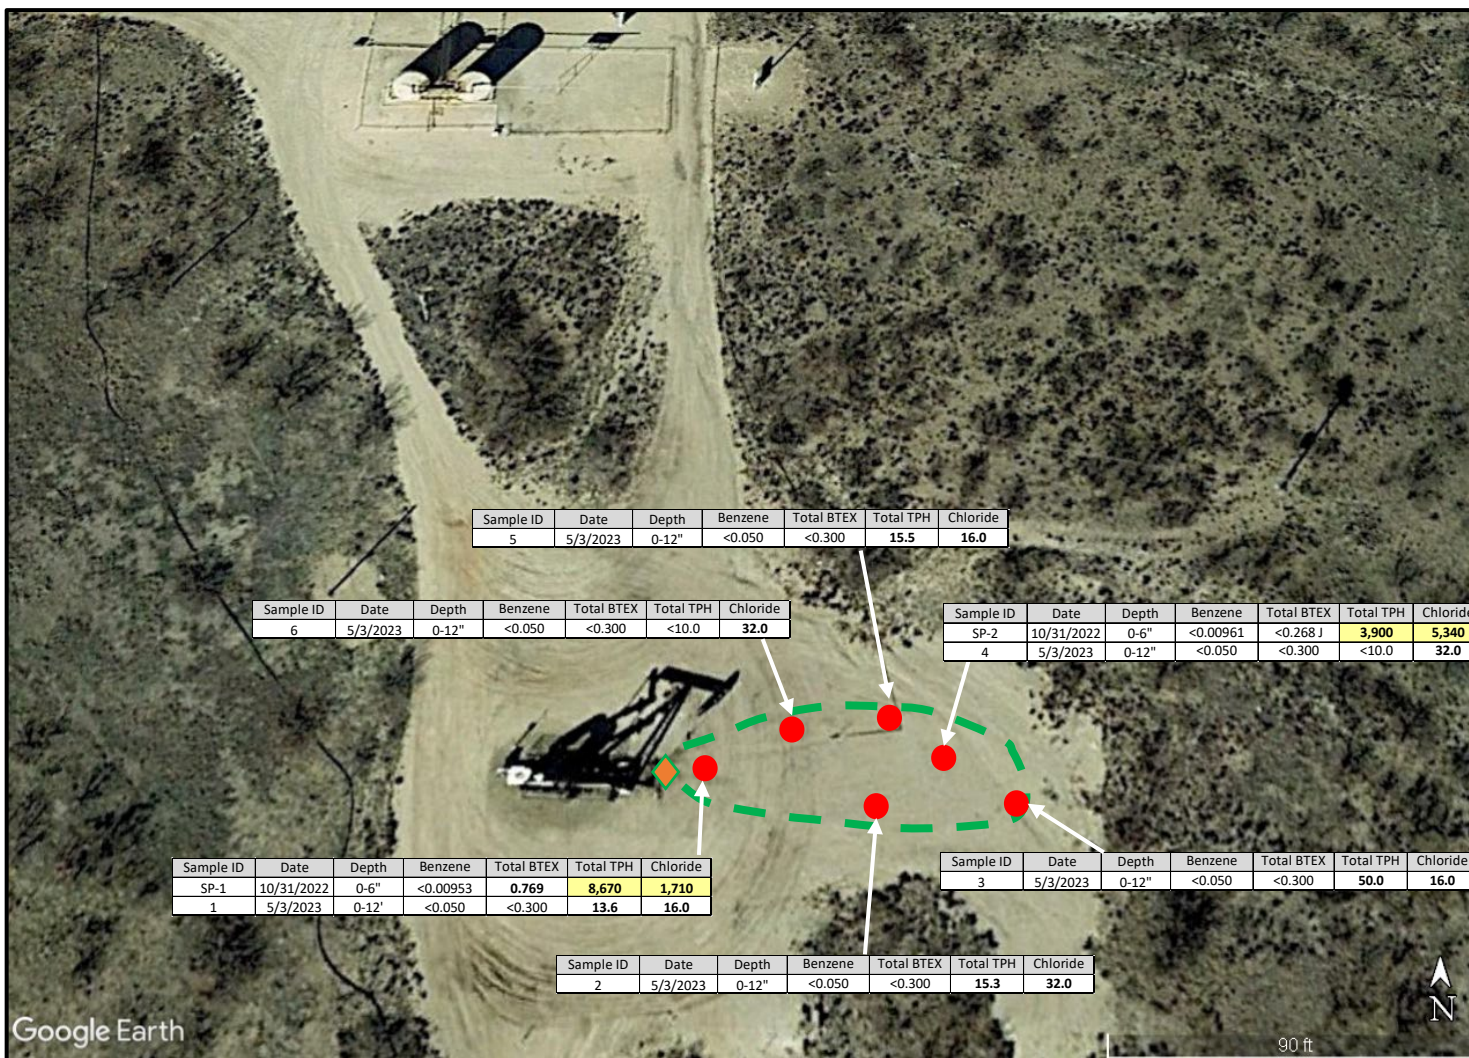 Sample ID Date Depth Benzene Total BTEX Total TPH Chloride
5 5/3/2023 0-12" <0.050 <0.300 15.5 16.0
Sample ID Date Depth Benzene Total BTEX Total TPH Chloride
6 5/3/2023 0-12" <0.050 <0.300 <10.0 32.0
Sample ID Date Depth Benzene Total BTEX Total TPH Chloride
SP-2 10/31/2022 0-6" <0.00961 <0.268 J 3,900 5,340
4 5/3/2023 0-12" <0.050 <0.300 <10.0 32.0
Sample ID Date Depth Benzene Total BTEX Total TPH Chloride
SP-1 10/31/2022 0-6" <0.00953 0.769 8,670 1,710
1 5/3/2023 0-12' <0.050 <0.300 13.6 16.0
Sample ID Date Depth Benzene Total BTEX Total TPH Chloride
3 5/3/2023 0-12" <0.050 <0.300 50.0 16.0
Sample ID Date Depth Benzene Total BTEX Total TPH Chloride
2 5/3/2023 0-12" <0.050 <0.300 15.3 32.0
N
Google Earth
90 ft